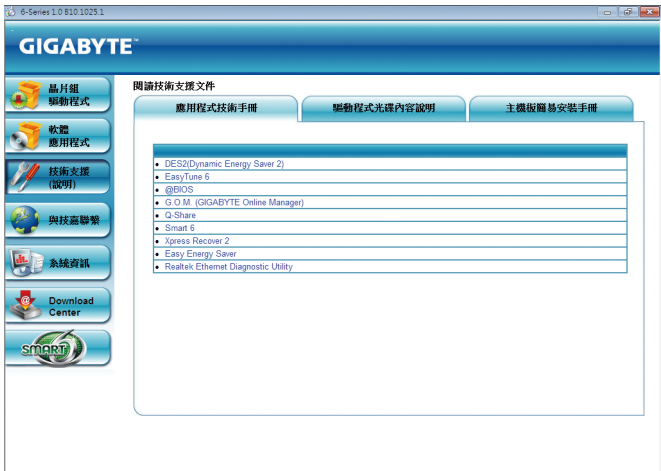 6-Series 1.0 B10.1025.1
GIGABYTE™
晶片組
驅動程式
軟體
應用程式
技術支援
(說明)
與技嘉聯繫
系統資訊
Download
Center
SMART 6
閱讀技術支援文件
應用程式技術手冊
驅動程式光碟內容說明
主機板簡易安裝手冊
• DES2(Dynamic Energy Saver 2)
• EasyTune 6
• @BIOS
• G.O.M. (GIGABYTE Online Manager)
• Q-Share
• Smart 6
• Xpress Recover 2
• Easy Energy Saver
• Realtek Ethernet Diagnostic Utility